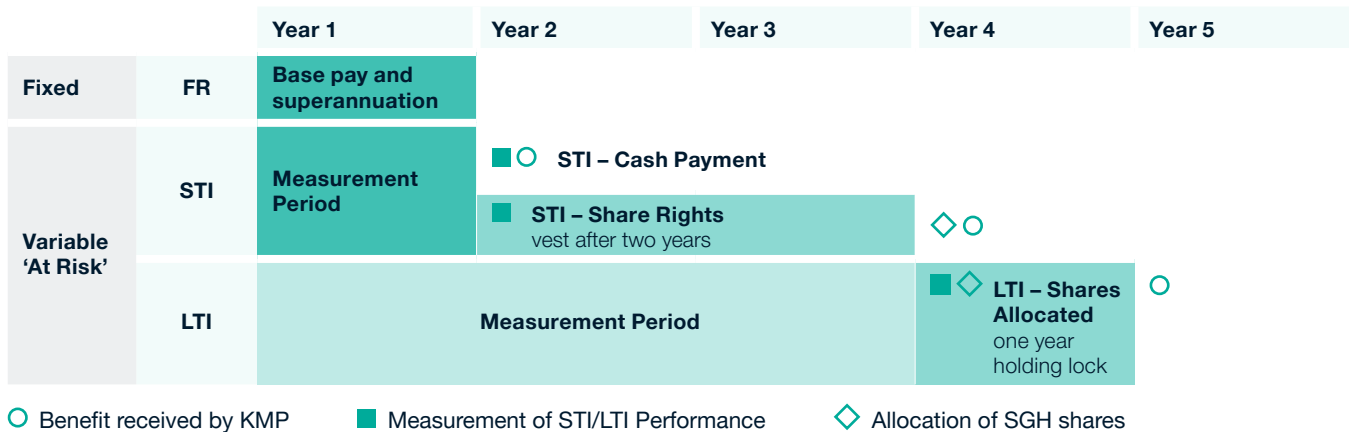 Year 1 Year 2 Year 3 Year 4 Year 5
Fixed FR Base pay and
superannuation
STI – Cash Payment
STI Measurement
Period
STI – Share Rights
vest after two years
Variable
‘At Risk’
LTI Measurement Period LTI – Shares
Allocated
one year
holding lock
Benefit received by KMP Measurement of STI/LTI Performance Allocation of SGH shares